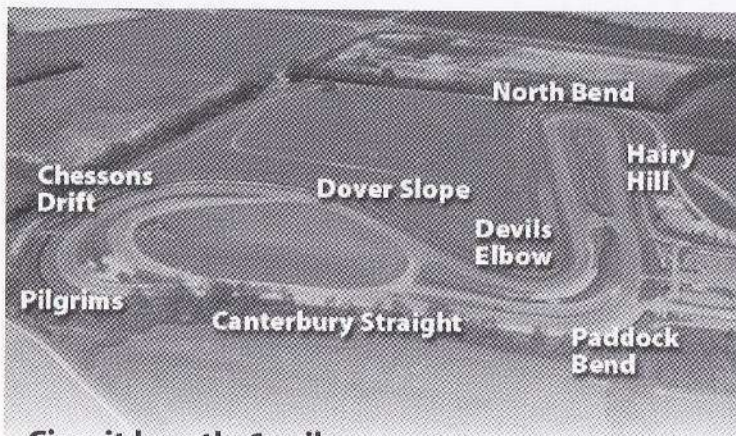 North Bend
Hairy
Hill
Chessons
Drift
Dover Slope
Devils
Elbow
Pilgrims
Canterbury Straight
Paddock
Bend